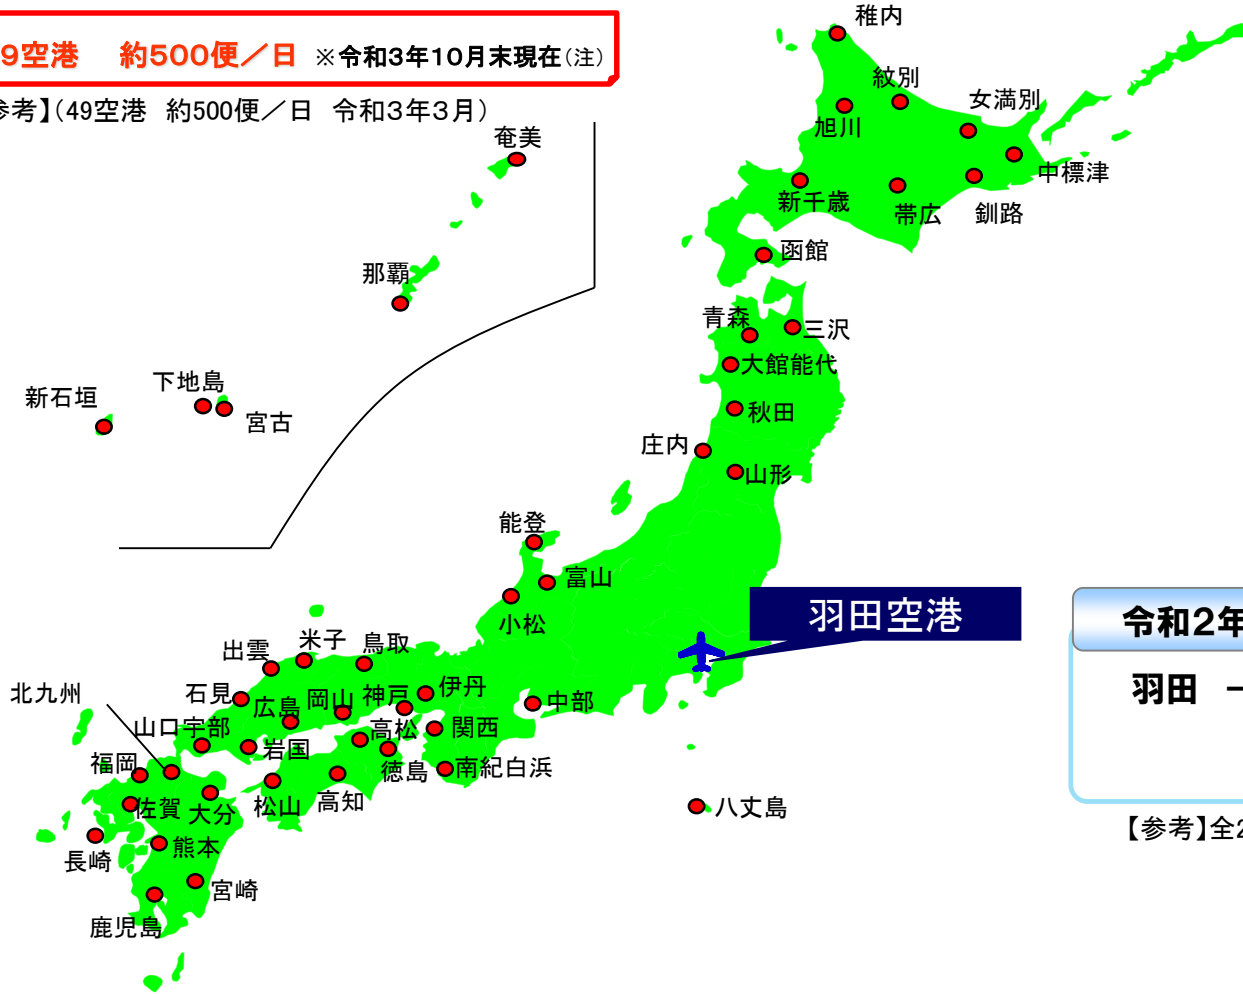 9空港 約500便／日 ※令和3年10月末現在(注)
参考】(49空港 約500便／日 令和3年3月)
稚内
紋別
女満別
旭川
中標津
新千歳
帯広
釧路
函館
奄美
那覇
新石垣
下地島
宮古
青森
三沢
大館能代
秋田
庄内
山形
能登
富山
小松
羽田空港
令和2年
羽田 －
【参考】全2
出雲
米子
鳥取
北九州
石見
広島
岡山
神戸
伊丹
中部
山口宇部
岩国
高松
関西
福岡
徳島
南紀白浜
佐賀
大分
松山
高知
八丈島
長崎
熊本
宮崎
鹿児島